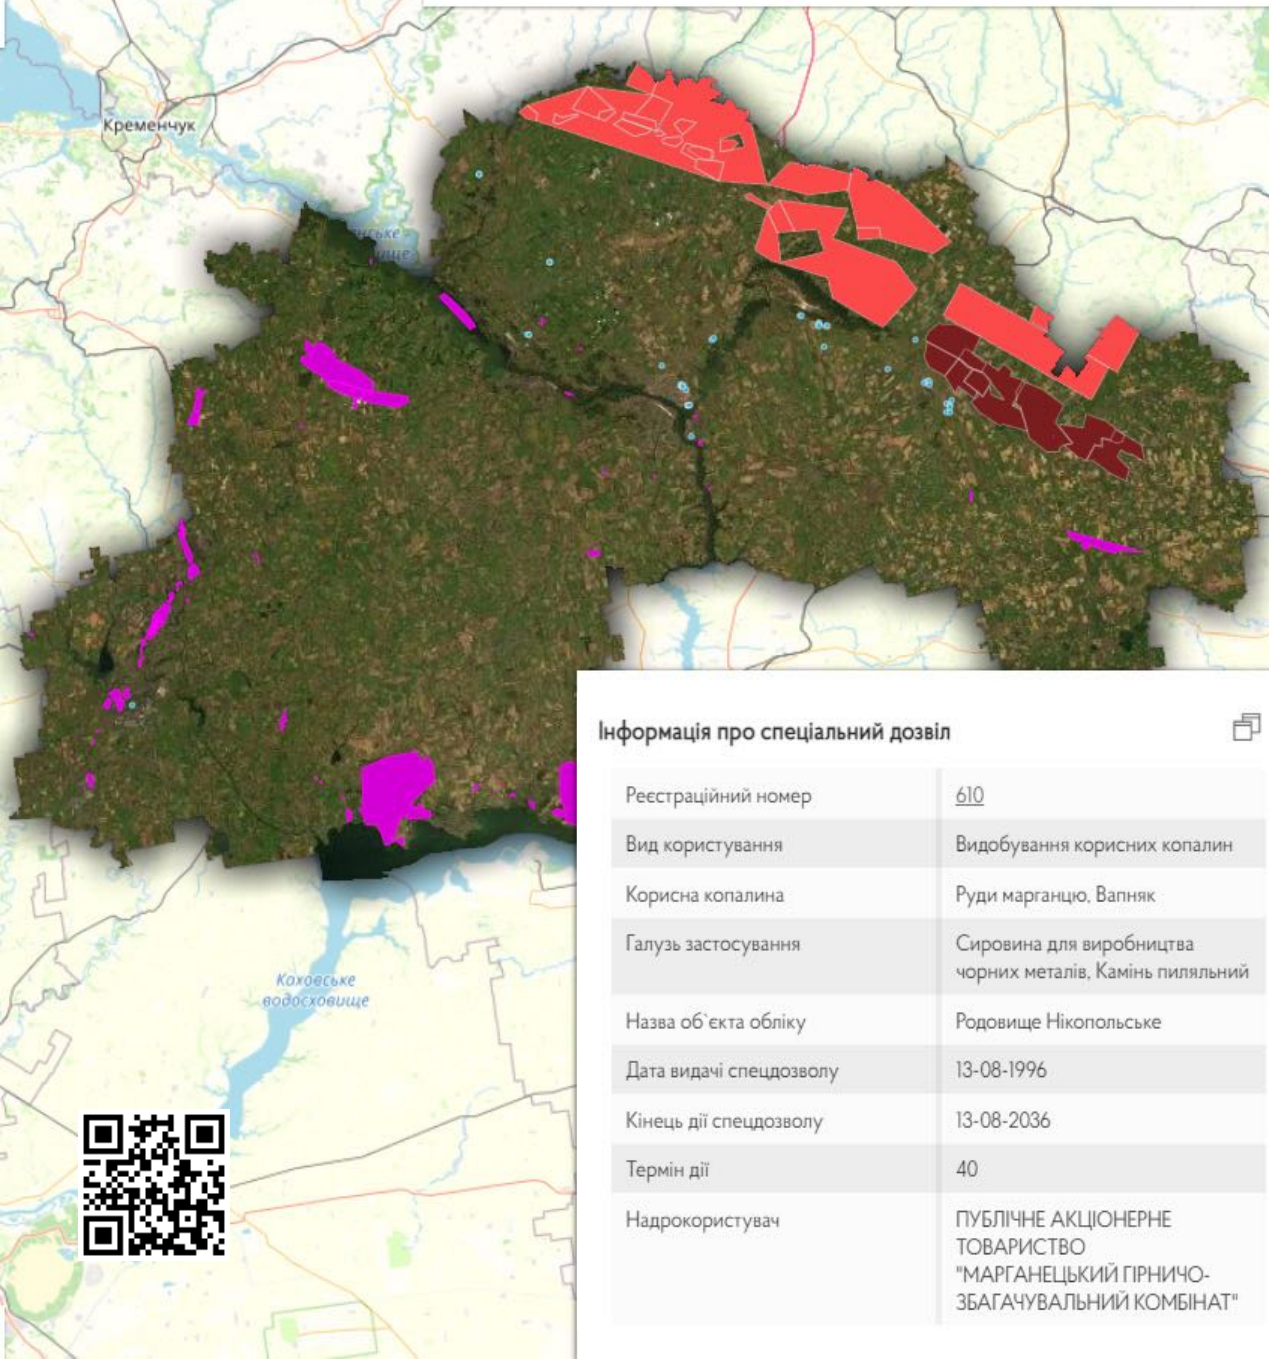 Кременчук
ське
ище
Інформація про спеціальний дозвіл
Реєстраційний номер 610
Вид користування Видобування корисних копалин
Корисна копалина Руди марганцю, Вапняк
Галузь застосування Сировина для виробництва
чорних металів, Камінь пиляльний
Назва об`єкта обліку Родовище Нікопольське
Дата видачі спецдозволу 13-08-1996
Кінець дії спецдозволу 13-08-2036
Термін дії 40
Надрокористувач ПУБЛІЧНЕ АКЦІОНЕРНЕ
ТОВАРИСТВО
"МАРГАНЕЦЬКИЙ ГІРНИЧО-
ЗБАГАЧУВАЛЬНИЙ КОМБІНАТ"
Каховське
водосховище